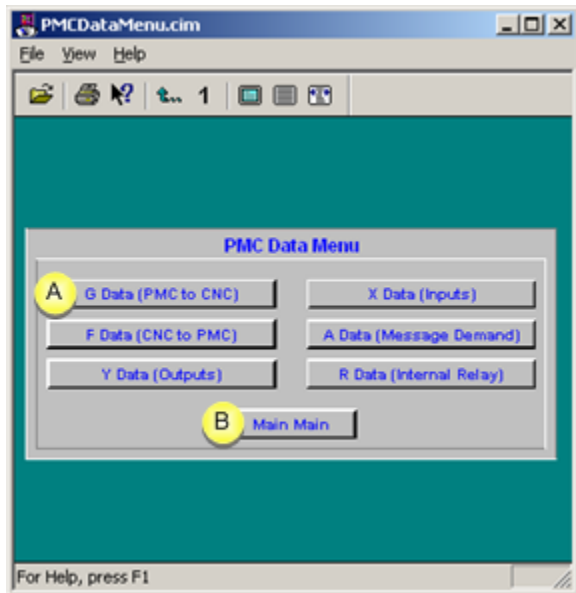 PMCDataMenu.cim
File View Help
1
PMC Data Menu
A G Data (PMC to CNC) X Data (Inputs)
F Data (CNC to PMC) A Data (Message Demand)
Y Data (Outputs) R Data (Internal Relay)
B Main Main
For Help, press F1